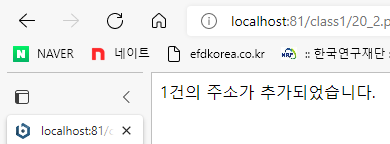 localhost:81/class1/20_2.p
NAVER 네이트 efdkorea.co.kr :: 한국연구재단 :
localhost:81/c
1건의 주소가 추가되었습니다.